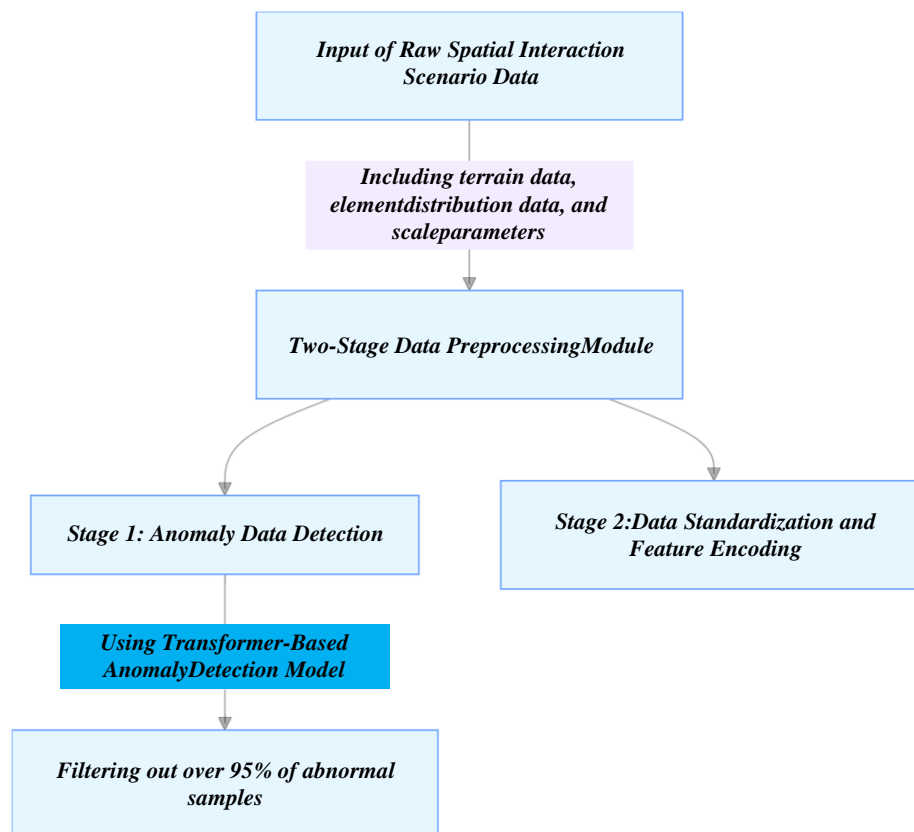 Input of Raw Spatial Interaction
Scenario Data
Including terrain data,
elementdistribution data, and
scaleparameters
Two-Stage Data PreprocessingModule
Stage 1: Anomaly Data Detection
Stage 2:Data Standardization and
Feature Encoding
Using Transformer-Based
AnomalyDetection Model
Filtering out over 95% of abnormal
samples